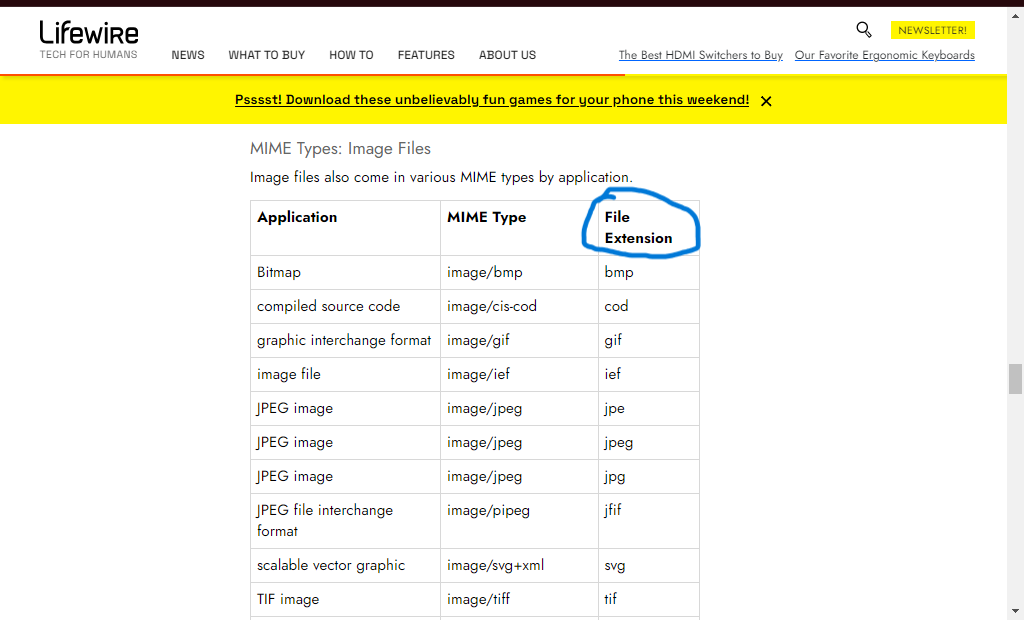 Lifewire
TECH FOR HUMANS
NEWS WHAT TO BUY HOW TO FEATURES ABOUT US
NEWSLETTER!
The Best HDMI Switchers to Buy Our Favorite Ergonomic Keyboards
Psssst! Download these unbelievably fun games for your phone this weekend! ×
MIME Types: Image Files
Image files also come in various MIME types by application.
Application MIME Type File
Extension
Bitmap image/bmp bmp
compiled source code image/cis-cod cod
graphic interchange format image/gif gif
image file image/ief ief
JPEG image image/jpeg jpe
JPEG image image/jpeg jpeg
JPEG image image/jpeg jpg
JPEG file interchange image/pipeg jfif
format
scalable vector graphic image/svg+xml svg
TIF image image/tiff tif